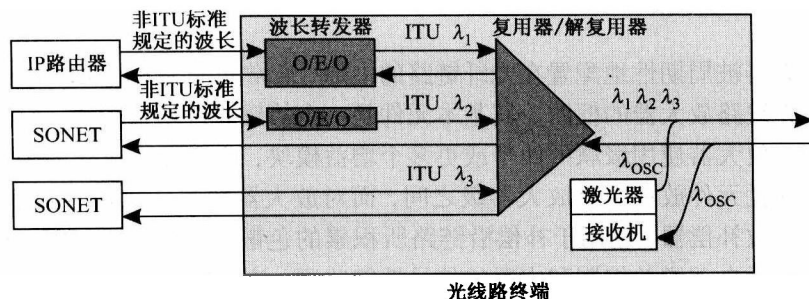 非ITU标准
规定的波长
波长转发器
复用器/解复用器
IP路由器
O/E/O
ITU λ1
非ITU标准
规定的波长
SONET
O/E/O
ITU λ2
λ1 λ2 λ3
SONET
ITU λ3
λOSC
激光器
接收机
λOSC
光线路终端